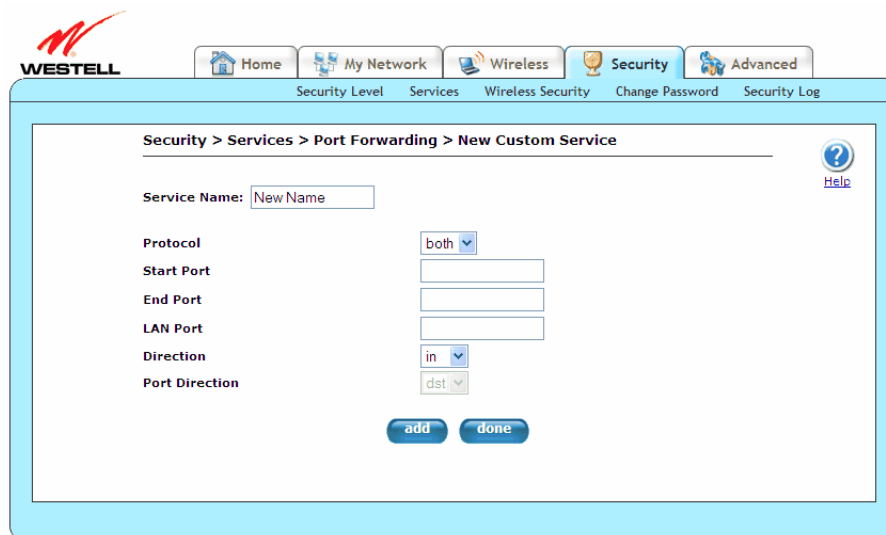 WESTELL
Home My Network Wireless Security Advanced
Security Level Services Wireless Security Change Password Security Log
Security > Services > Port Forwarding > New Custom Service
Help
Service Name: New Name
Protocol both
Start Port
End Port
LAN Port
Direction in
Port Direction dst
add done